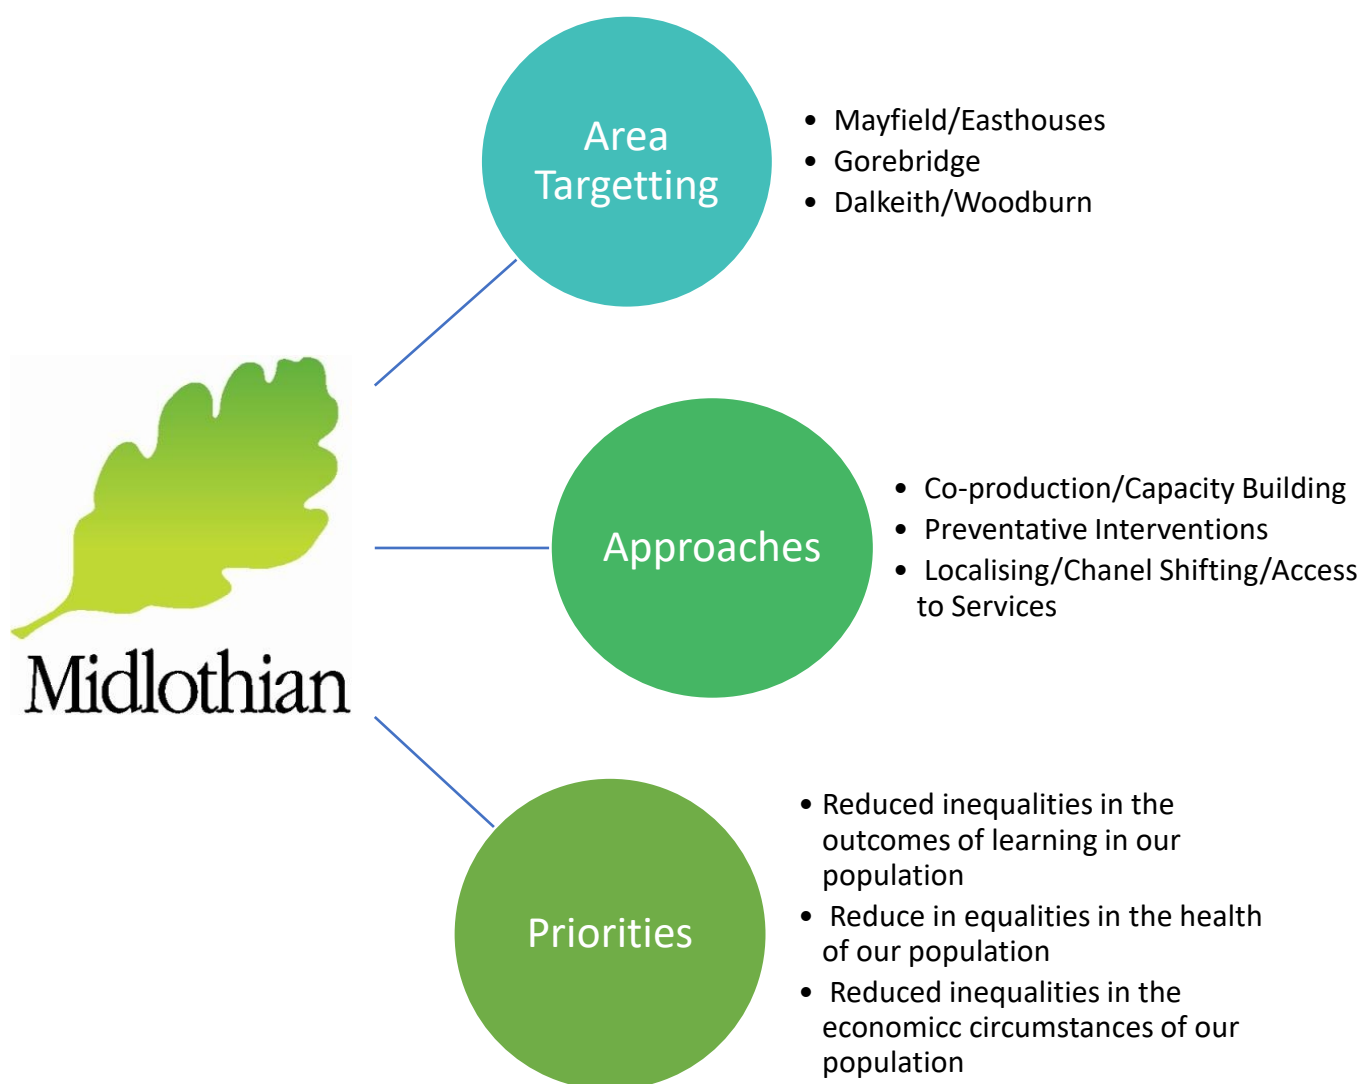 Area
Targetting
• Mayfield/Easthouses
• Gorebridge
• Dalkeith/Woodburn
Midlothian
Approaches
• Co-production/Capacity Building
• Preventative Interventions
• Localising/Chanel Shifting/Access
to Services
Priorities
• Reduced inequalities in the
outcomes of learning in our
population
• Reduce in equalities in the health
of our population
• Reduced inequalities in the
economicc circumstances of our
population